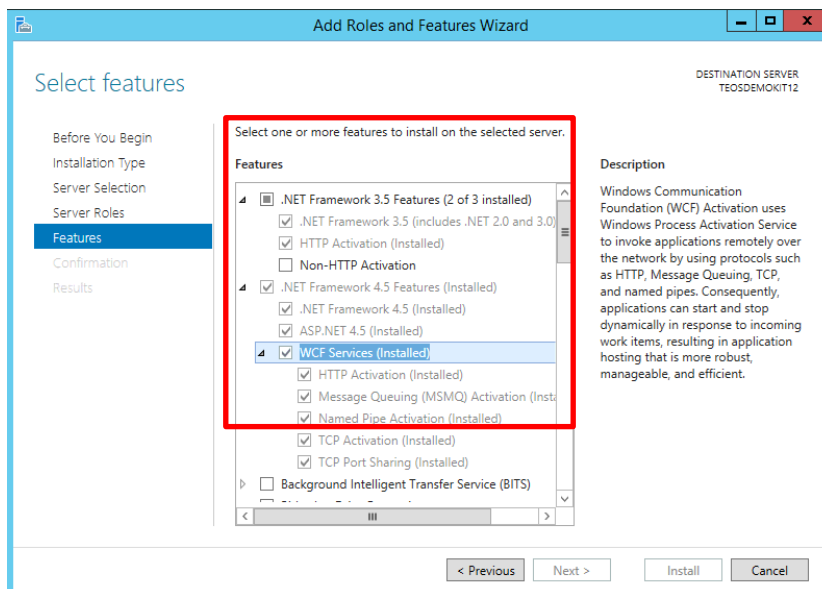 Add Roles and Features Wizard
Select features
DESTINATION SERVER
TEOSDEMOKIT12
Before You Begin
Installation Type
Server Selection
Server Roles
Features
Confirmation
Results
Select one or more features to install on the selected server.
Features
.NET Framework 3.5 Features (2 of 3 installed)
.NET Framework 3.5 (includes .NET 2.0 and 3.0)
HTTP Activation (Installed)
Non-HTTP Activation
.NET Framework 4.5 Features (Installed)
.NET Framework 4.5 (Installed)
ASP.NET 4.5 (Installed)
WCF Services (Installed)
HTTP Activation (Installed)
Message Queuing (MSMQ) Activation (Insta
Named Pipe Activation (Installed)
TCP Activation (Installed)
TCP Port Sharing (Installed)
Background Intelligent Transfer Service (BITS)
Description
Windows Communication
Foundation (WCF) Activation uses
Windows Process Activation Service
to invoke applications remotely over
the network by using protocols such
as HTTP, Message Queuing, TCP,
and named pipes. Consequently,
applications can start and stop
dynamically in response to incoming
work items, resulting in application
hosting that is more robust,
manageable, and efficient.
< Previous
Next >
Install
Cancel